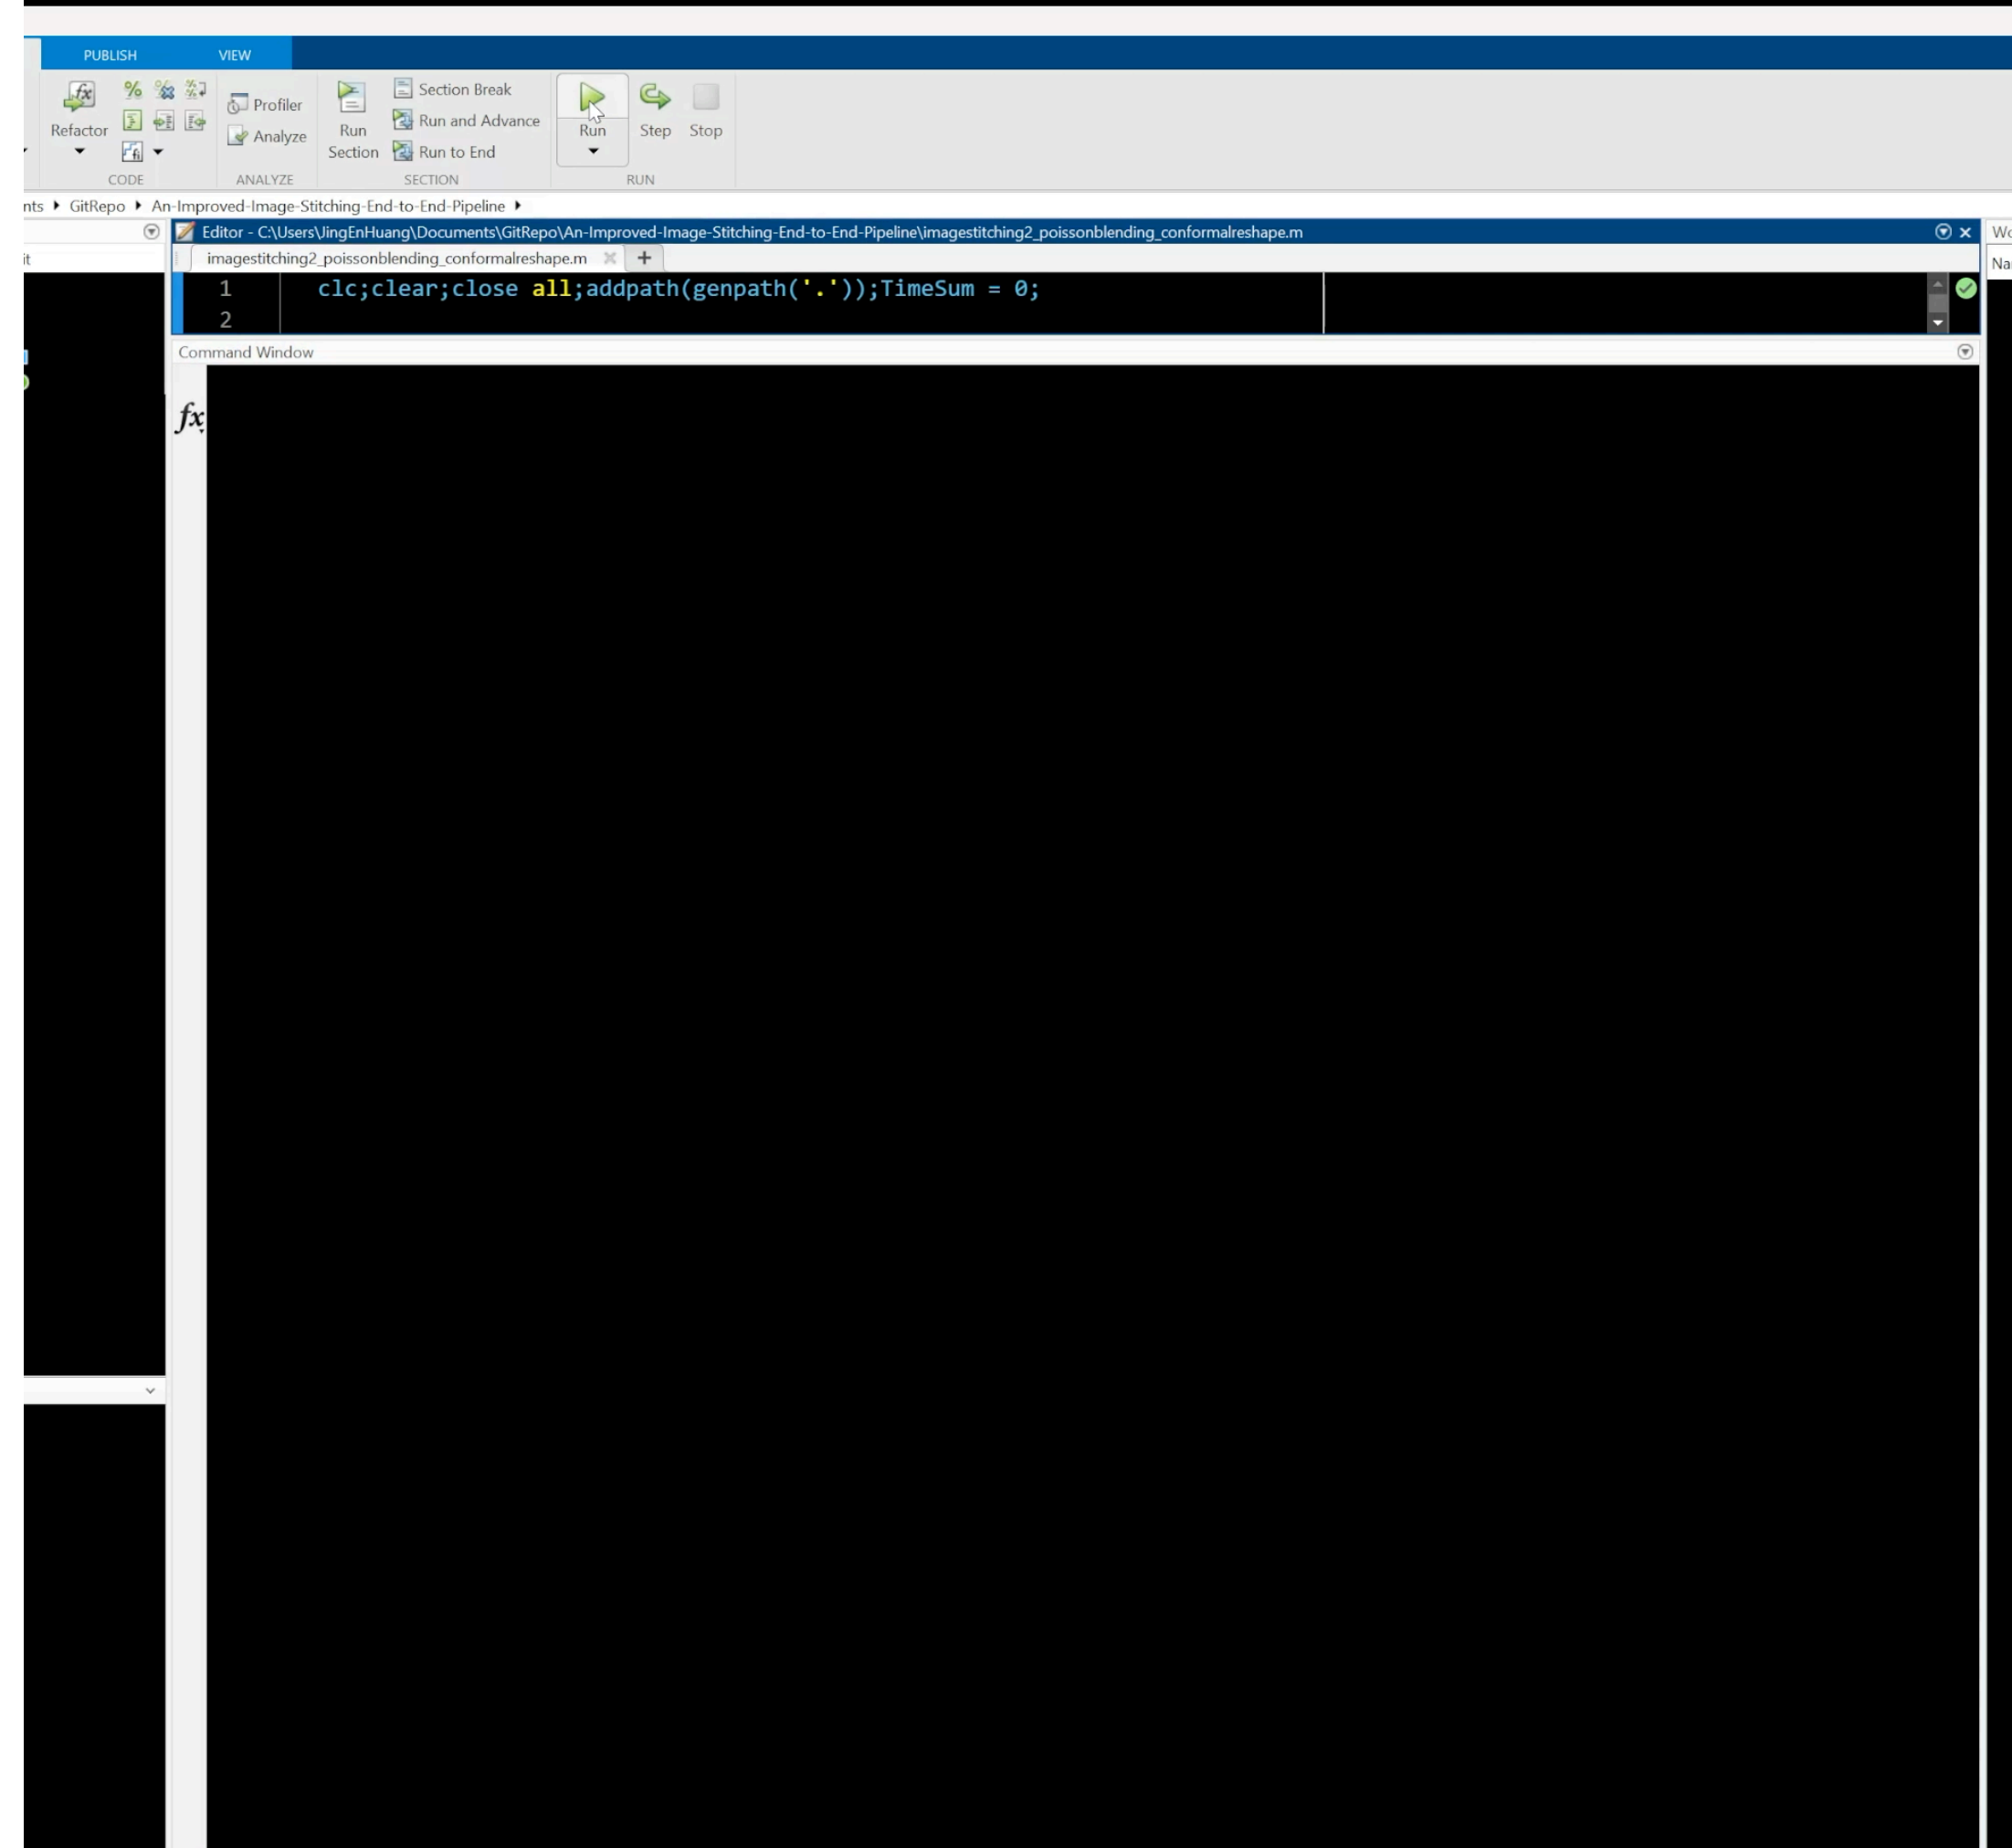 PUBLISH VIEW
Refactor
Profiler
Analyze
Run Section
Section Break
Run and Advance
Run to End
Run
Step
Stop
CODE ANALYZE SECTION RUN
nts GitRepo An-Improved-Image-Stitching-End-to-End-Pipeline
Editor - C:\Users\JingEnHuang\Documents\GitRepo\An-Improved-Image-Stitching-End-to-End-Pipeline\imagestitching2_poissonblending_conformalreshape.m
imagestitching2_poissonblending_conformalreshape.m
1 clc;clear;close all;addpath(genpath('.'));TimeSum = 0;
2
Command Window
fx